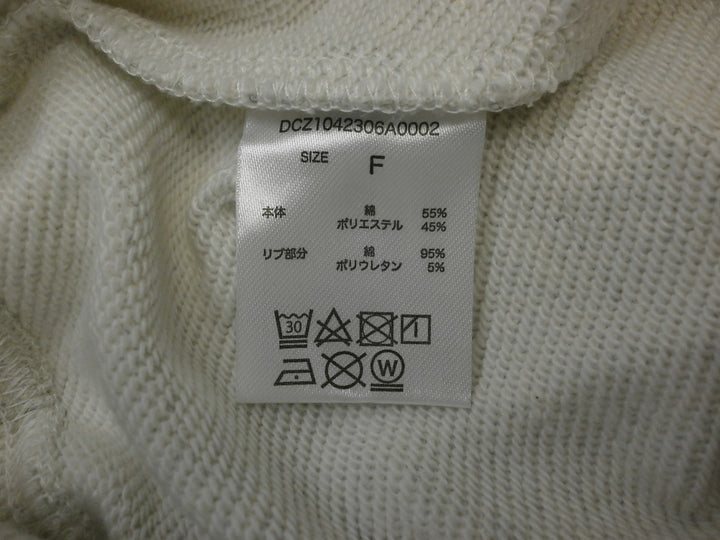 DCZ1042306A0002
SIZE F
本体 綿 55%
ポリエステル 45%
リブ部分 綿 95%
ポリウレタン 5%
30
W